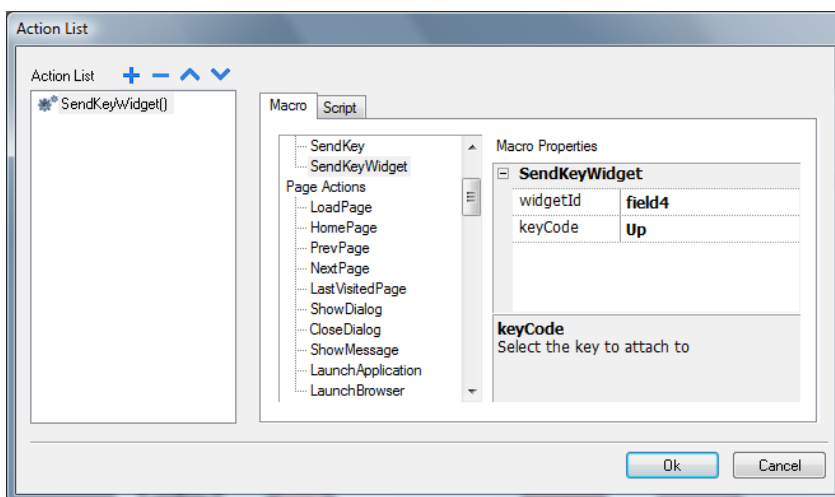 Action List
Action List
SendKeyWidget()
Macro
Script
SendKey
SendKeyWidget
Page Actions
LoadPage
HomePage
PrevPage
NextPage
LastVisitedPage
ShowDialog
CloseDialog
ShowMessage
LaunchApplication
LaunchBrowser
Macro Properties
SendKeyWidget
widgetId field4
keyCode Up
keyCode
Select the key to attach to
Ok
Cancel